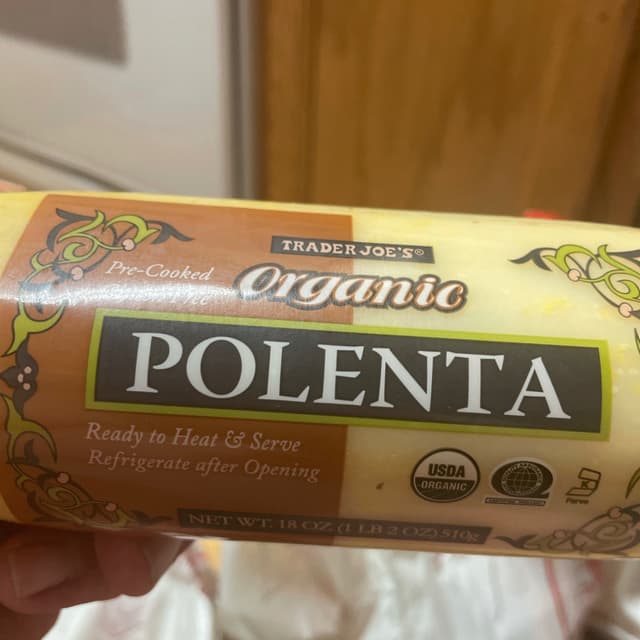 TRADER JOE'S®
Pre-Cooked
Organic
POLENTA
Ready to Heat & Serve
Refrigerate after Opening
USDA
ORGANIC
Parve
NET WT. 18 OZ (1 LB 2 OZ) 510g